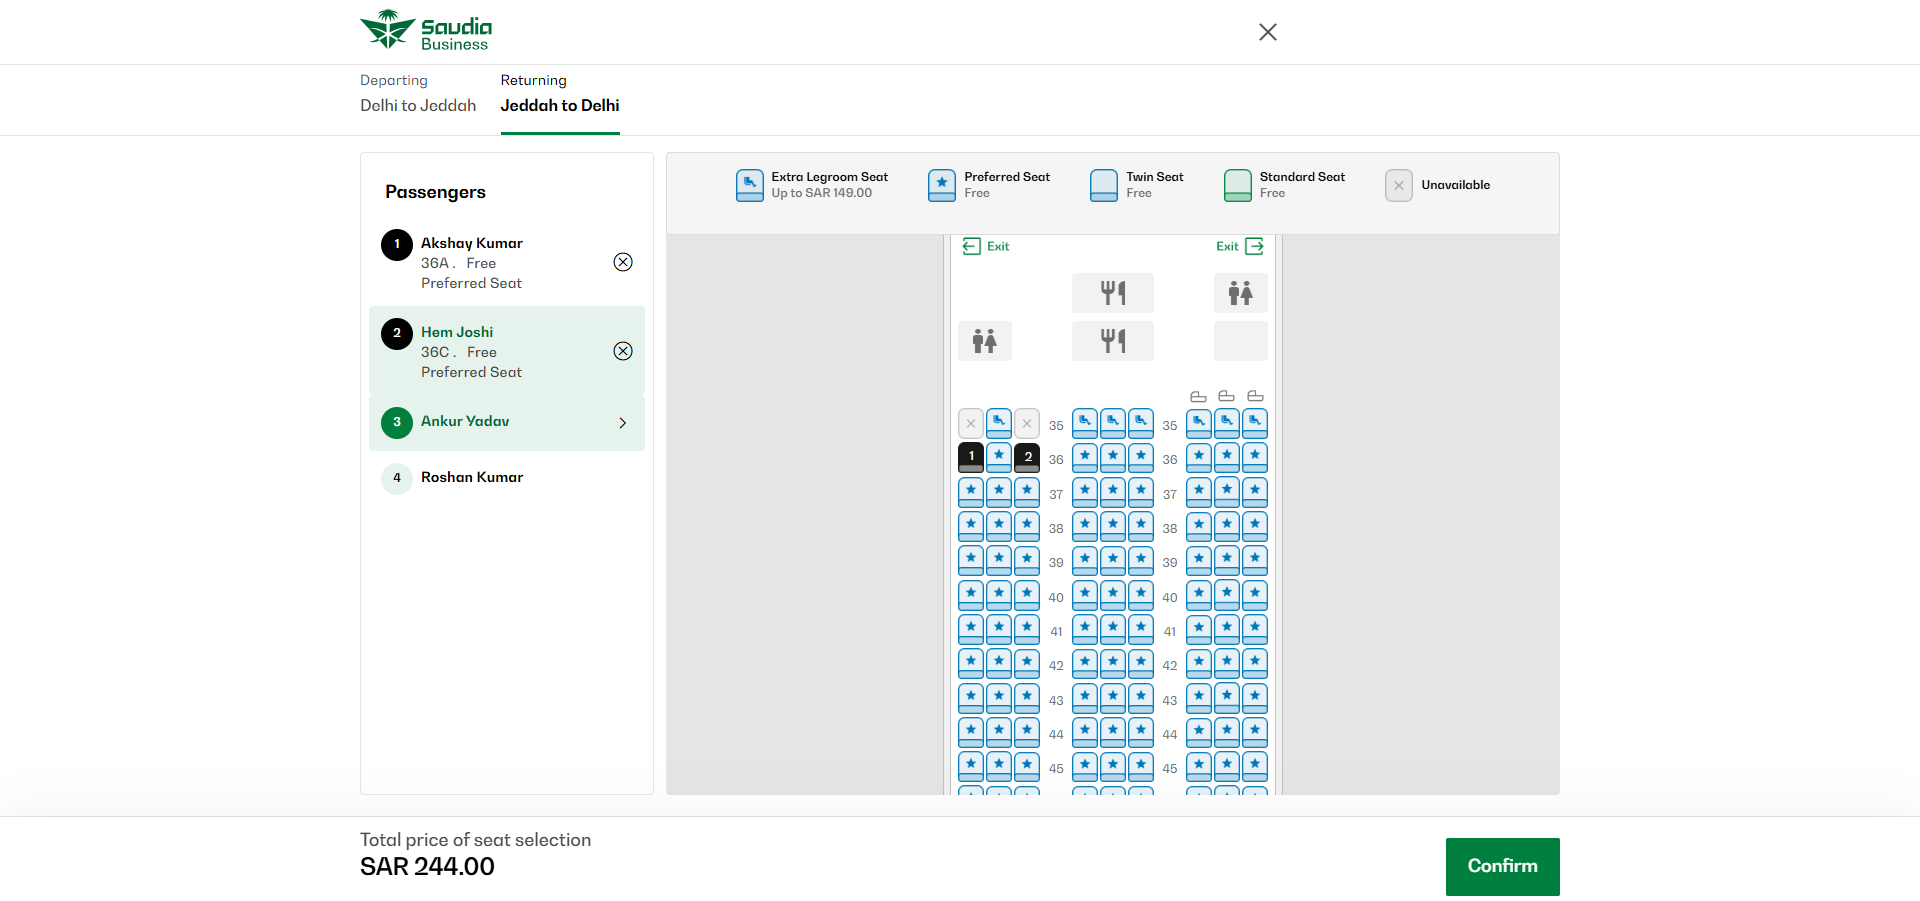 Saudia
Business
Departing
Delhi to Jeddah
Returning
Jeddah to Delhi
Passengers
1
Akshay Kumar
36A . Free
Preferred Seat
2
Hem Joshi
36C . Free
Preferred Seat
3
Ankur Yadav
4
Roshan Kumar
Extra Legroom Seat
Up to SAR 149.00
Preferred Seat
Free
Twin Seat
Free
Standard Seat
Free
Unavailable
Exit
Exit
35 35
1 2 36 36
37 37
38 38
39 39
40 40
41 41
42 42
43 43
44 44
45 45
Total price of seat selection
SAR 244.00
Confirm